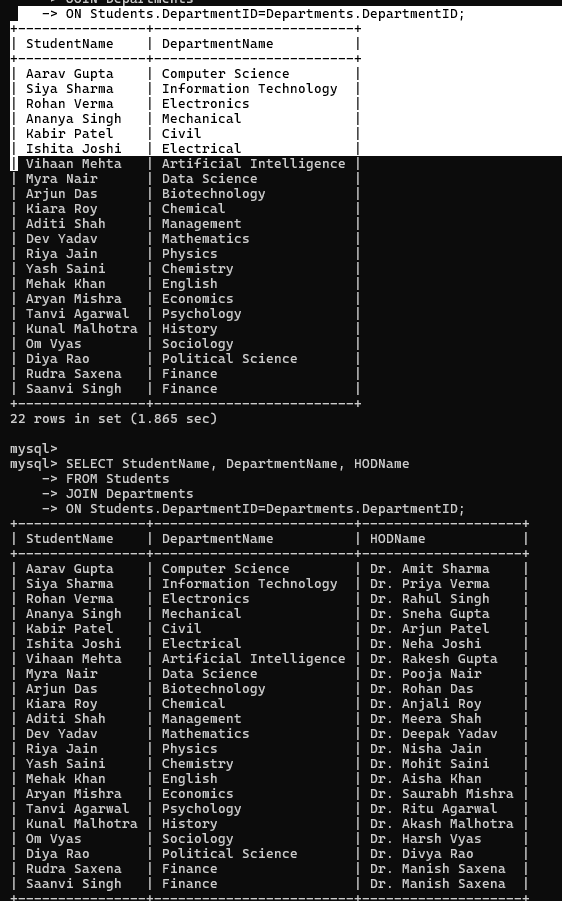 -> JOIN Departments
    -> ON Students.DepartmentID=Departments.DepartmentID;
+----------------+-------------------------+
| StudentName    | DepartmentName          |
+----------------+-------------------------+
| Aarav Gupta    | Computer Science        |
| Siya Sharma    | Information Technology  |
| Rohan Verma    | Electronics             |
| Ananya Singh   | Mechanical              |
| Kabir Patel    | Civil                   |
| Ishita Joshi   | Electrical              |
| Vihaan Mehta   | Artificial Intelligence |
| Myra Nair      | Data Science            |
| Arjun Das      | Biotechnology           |
| Kiara Roy      | Chemical                |
| Aditi Shah     | Management              |
| Dev Yadav      | Mathematics             |
| Riya Jain      | Physics                 |
| Yash Saini     | Chemistry               |
| Mehak Khan     | English                 |
| Aryan Mishra   | Economics               |
| Tanvi Agarwal  | Psychology              |
| Kunal Malhotra | History                 |
| Om Vyas        | Sociology               |
| Diya Rao       | Political Science       |
| Rudra Saxena   | Finance                 |
| Saanvi Singh   | Finance                 |
+----------------+-------------------------+
22 rows in set (1.865 sec)

mysql>
mysql> SELECT StudentName, DepartmentName, HODName
    -> FROM Students
    -> JOIN Departments
    -> ON Students.DepartmentID=Departments.DepartmentID;
+----------------+-------------------------+--------------------+
| StudentName    | DepartmentName          | HODName            |
+----------------+-------------------------+--------------------+
| Aarav Gupta    | Computer Science        | Dr. Amit Sharma    |
| Siya Sharma    | Information Technology  | Dr. Priya Verma    |
| Rohan Verma    | Electronics             | Dr. Rahul Singh    |
| Ananya Singh   | Mechanical              | Dr. Sneha Gupta    |
| Kabir Patel    | Civil                   | Dr. Arjun Patel    |
| Ishita Joshi   | Electrical              | Dr. Neha Joshi     |
| Vihaan Mehta   | Artificial Intelligence | Dr. Rakesh Gupta   |
| Myra Nair      | Data Science            | Dr. Pooja Nair     |
| Arjun Das      | Biotechnology           | Dr. Rohan Das      |
| Kiara Roy      | Chemical                | Dr. Anjali Roy     |
| Aditi Shah     | Management              | Dr. Meera Shah     |
| Dev Yadav      | Mathematics             | Dr. Deepak Yadav   |
| Riya Jain      | Physics                 | Dr. Nisha Jain     |
| Yash Saini     | Chemistry               | Dr. Mohit Saini    |
| Mehak Khan     | English                 | Dr. Aisha Khan     |
| Aryan Mishra   | Economics               | Dr. Saurabh Mishra |
| Tanvi Agarwal  | Psychology              | Dr. Ritu Agarwal   |
| Kunal Malhotra | History                 | Dr. Akash Malhotra |
| Om Vyas        | Sociology               | Dr. Harsh Vyas     |
| Diya Rao       | Political Science       | Dr. Divya Rao      |
| Rudra Saxena   | Finance                 | Dr. Manish Saxena  |
| Saanvi Singh   | Finance                 | Dr. Manish Saxena  |
+----------------+-------------------------+--------------------+